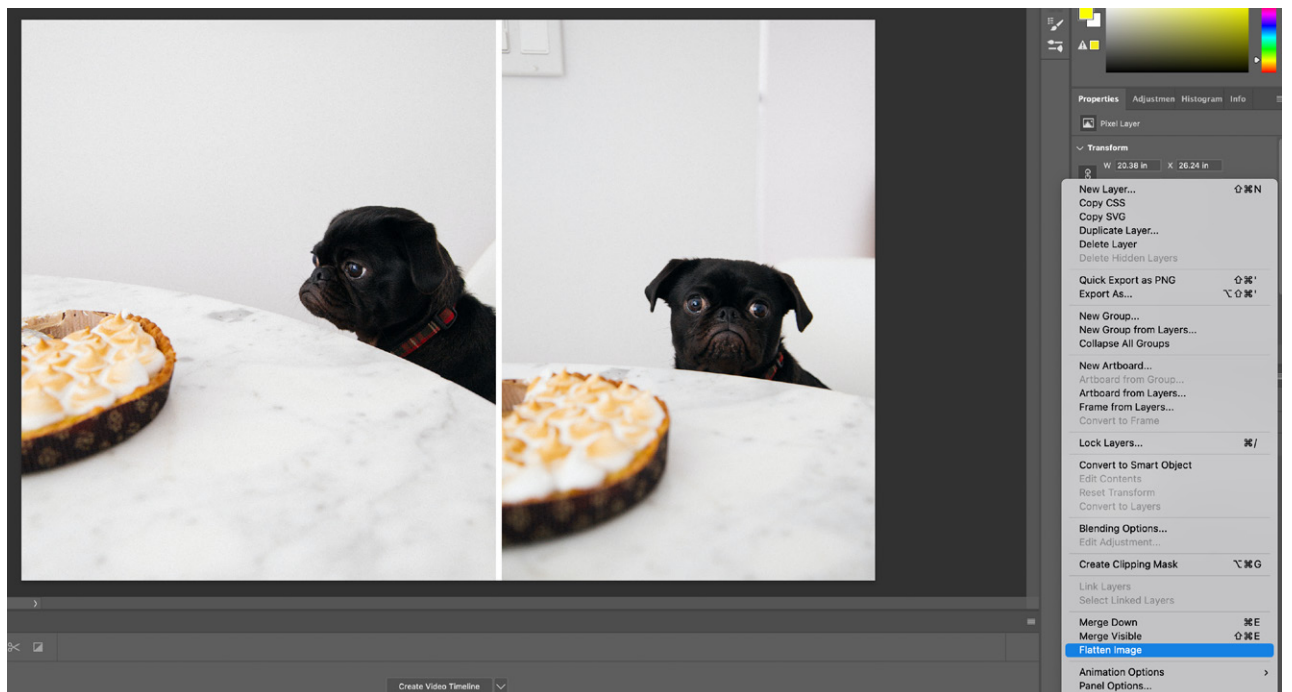 Properties Adjustmen Histogram Info
Pixel Layer
Transform
W 20.38 in X 26.24 in
New Layer... ⇧⌘N
Copy CSS
Copy SVG
Duplicate Layer...
Delete Layer
Delete Hidden Layers
Quick Export as PNG ⇧⌘'
Export As... ⌥⇧⌘'
New Group...
New Group from Layers...
Collapse All Groups
New Artboard...
Artboard from Group...
Artboard from Layers...
Frame from Layers...
Convert to Frame
Lock Layers... ⌘/
Convert to Smart Object
Edit Contents
Reset Transform
Convert to Layers
Blending Options...
Edit Adjustment...
Create Clipping Mask ⌥⌘G
Link Layers
Select Linked Layers
Merge Down ⌘E
Merge Visible ⇧⌘E
Flatten Image
Animation Options
Panel Options...
Create Video Timeline